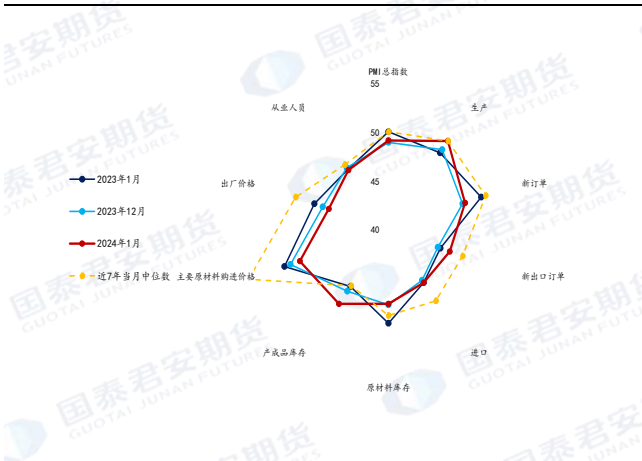 PMI总指数
55
50
45
40
生产
新订单
新出口订单
进口
原材料库存
产成品库存
主要原材料购进价格
出厂价格
从业人员
2023年1月
2023年12月
2024年1月
近7年当月中位数
国泰君安期货
GUOTAI JUNAN FUTURES